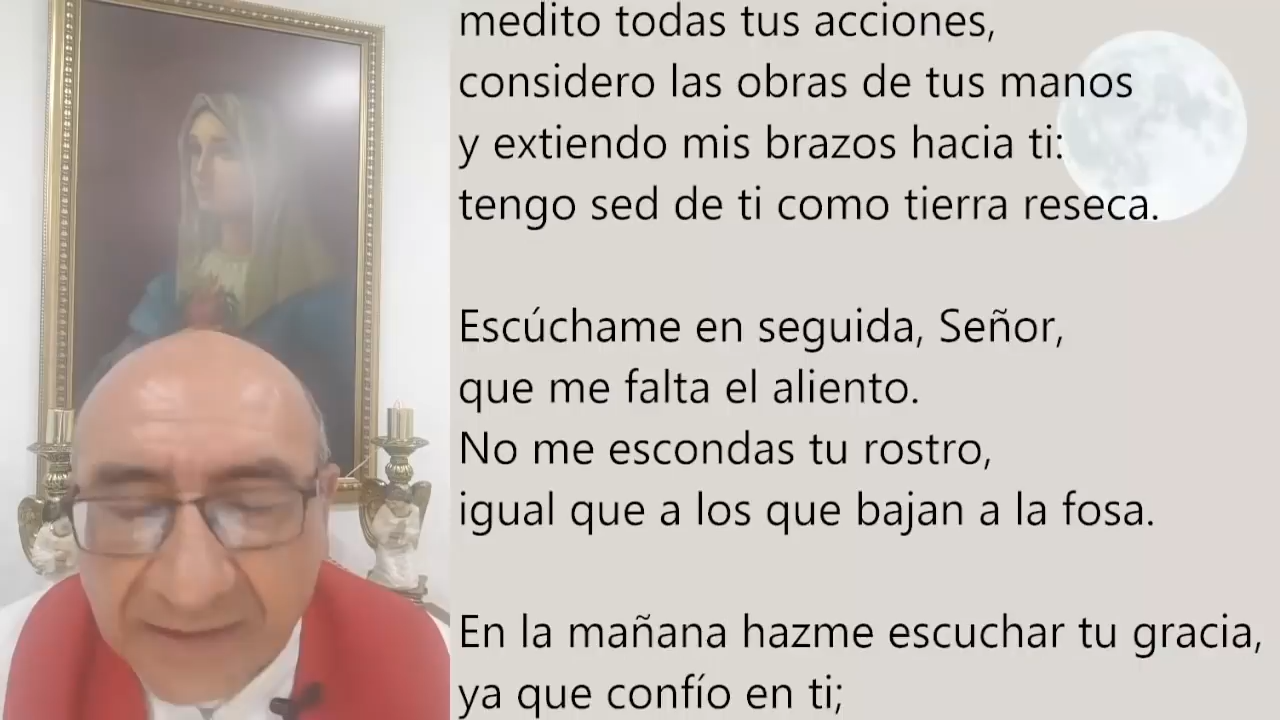 medito todas tus acciones,
considero las obras de tus manos
y extiendo mis brazos hacia ti:
tengo sed de ti como tierra reseca.
Escúchame en seguida, Señor,
que me falta el aliento.
No me escondas tu rostro,
igual que a los que bajan a la fosa.
En la mañana hazme escuchar tu gracia,
ya que confío en ti;